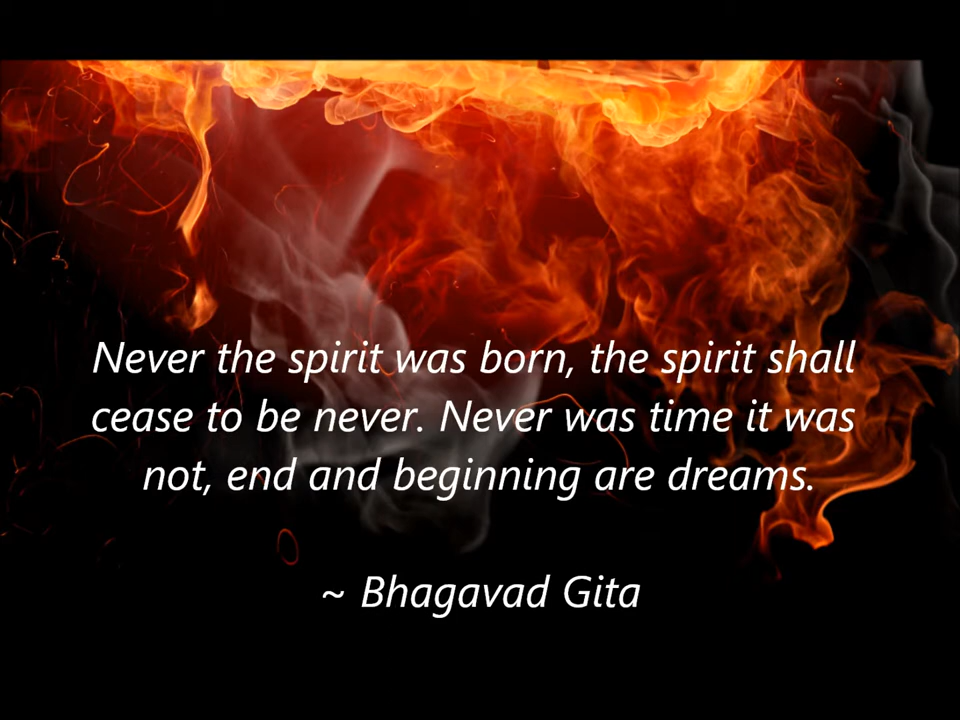 Never the spirit was born, the spirit shall
cease to be never. Never was time it was
not, end and beginning are dreams.
~ Bhagavad Gita